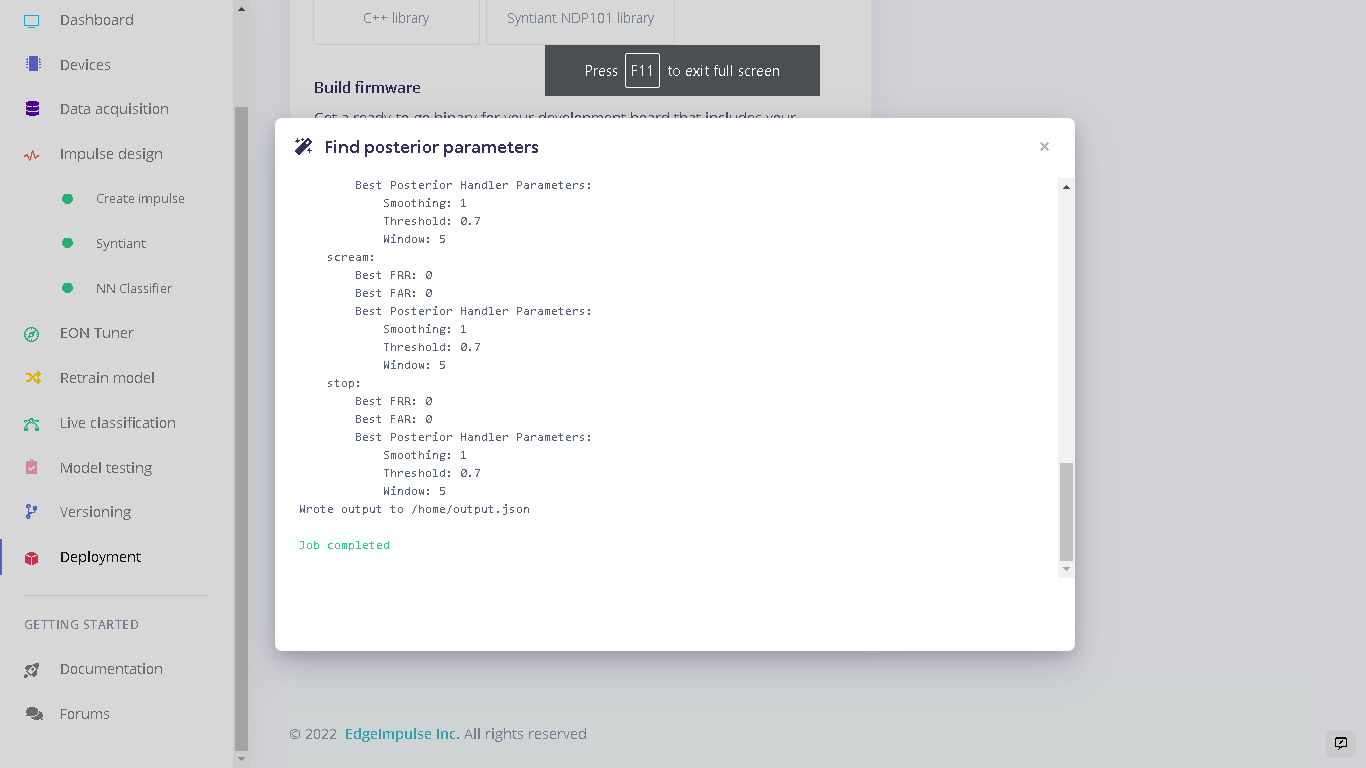 Dashboard
Devices
Data acquisition
Impulse design
Create impulse
Syntiant
NN Classifier
EON Tuner
Retrain model
Live classification
Model testing
Versioning
Deployment
GETTING STARTED
Documentation
Forums
C++ library
Syntiant NDP101 library
Press F11 to exit full screen
Build firmware
Get a ready-to-go binary for your development board that includes your
Find posterior parameters
×
Best Posterior Handler Parameters:
Smoothing: 1
Threshold: 0.7
Window: 5
scream:
Best FRR: 0
Best FAR: 0
Best Posterior Handler Parameters:
Smoothing: 1
Threshold: 0.7
Window: 5
stop:
Best FRR: 0
Best FAR: 0
Best Posterior Handler Parameters:
Smoothing: 1
Threshold: 0.7
Window: 5
Wrote output to /home/output.json
Job completed
© 2022 EdgeImpulse Inc. All rights reserved